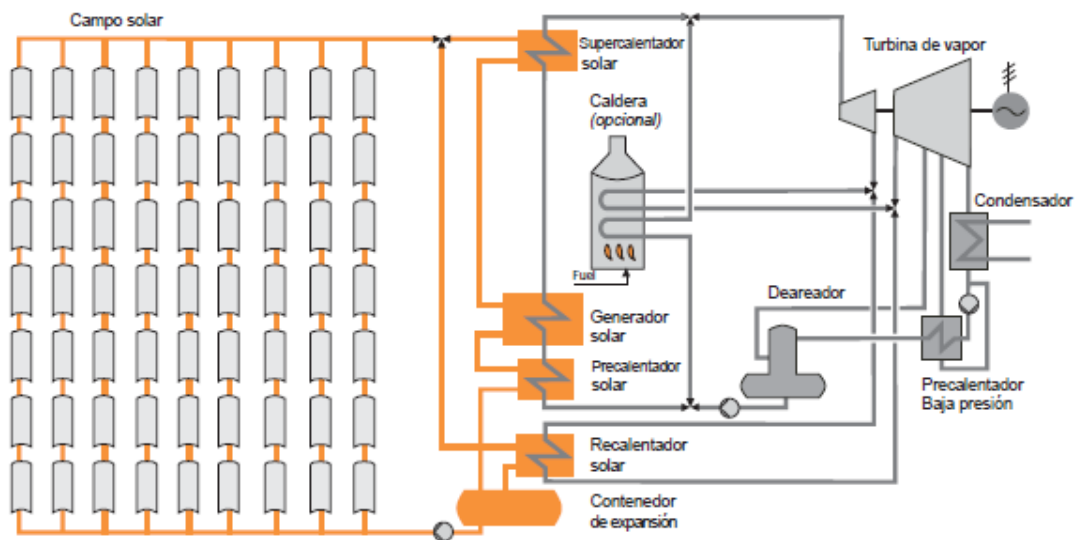 Campo solar
Supercalentador
solar
Turbina de vapor
Caldera
(opcional)
Condensador
Fuel
Deareador
Generador
solar
Precalentador
solar
Precalentador
Baja presión
Recalentador
solar
Contenedor
de expansión